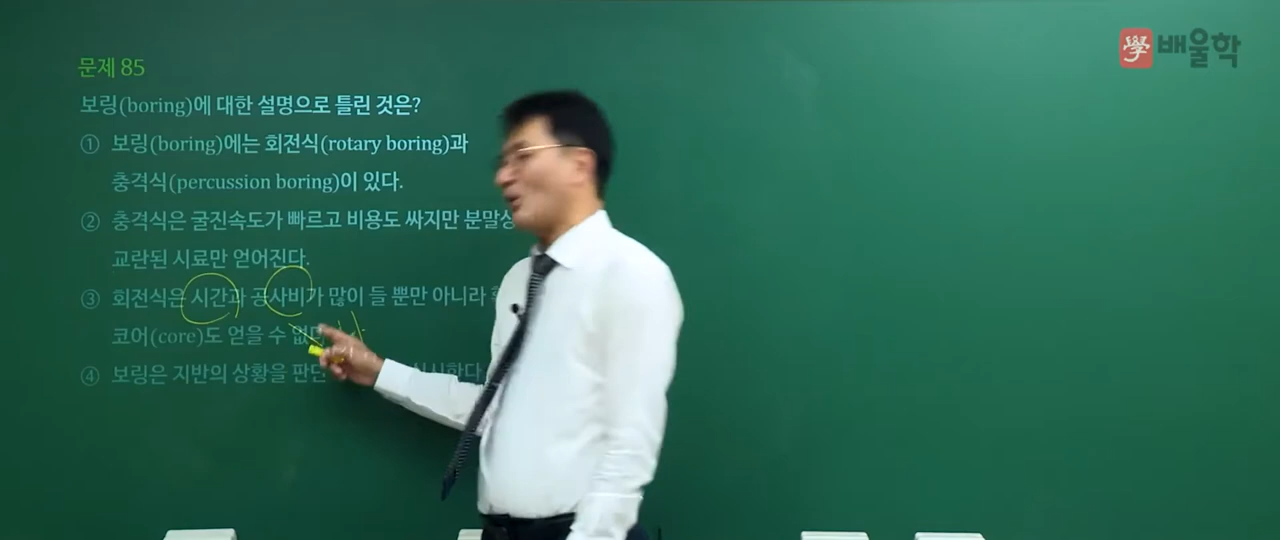 學 배울학
문제 85
보링(boring)에 대한 설명으로 틀린 것은?
① 보링(boring)에는 회전식(rotary boring)과
충격식(percussion boring)이 있다.
② 충격식은 굴진속도가 빠르고 비용도 싸지만
교란된 시료만 얻어진다.
③ 회전식은 시간과 공사비가 많이 들 뿐만 아니라
코어(core)도 얻을 수
④ 보링은 지반의 상황을